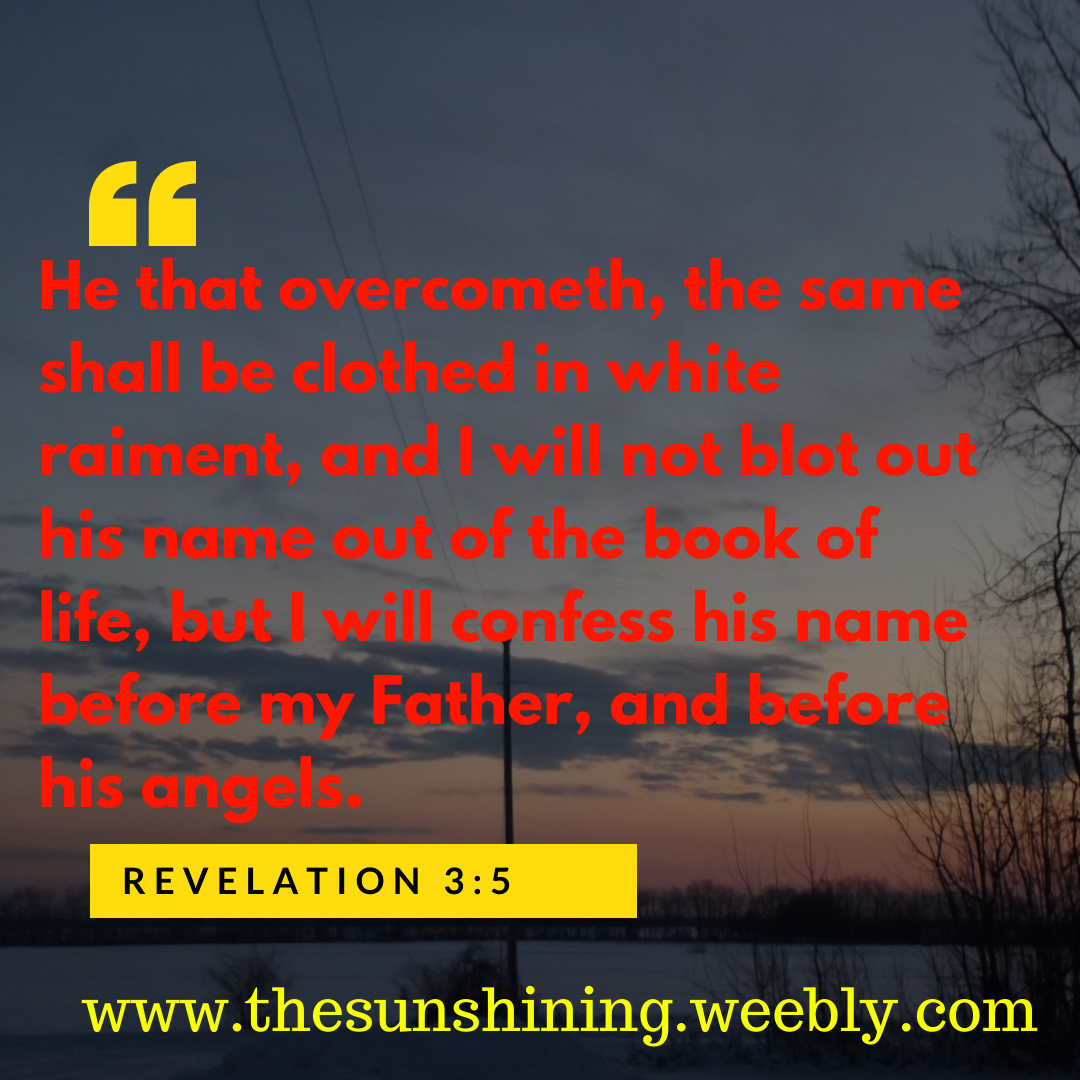 “
He that overcometh, the same
shall be clothed in white
raiment, and I will not blot out
his name out of the book of
life, but I will confess his name
before my Father, and before
his angels.
REVELATION 3:5
www.thesunshining.weebly.com